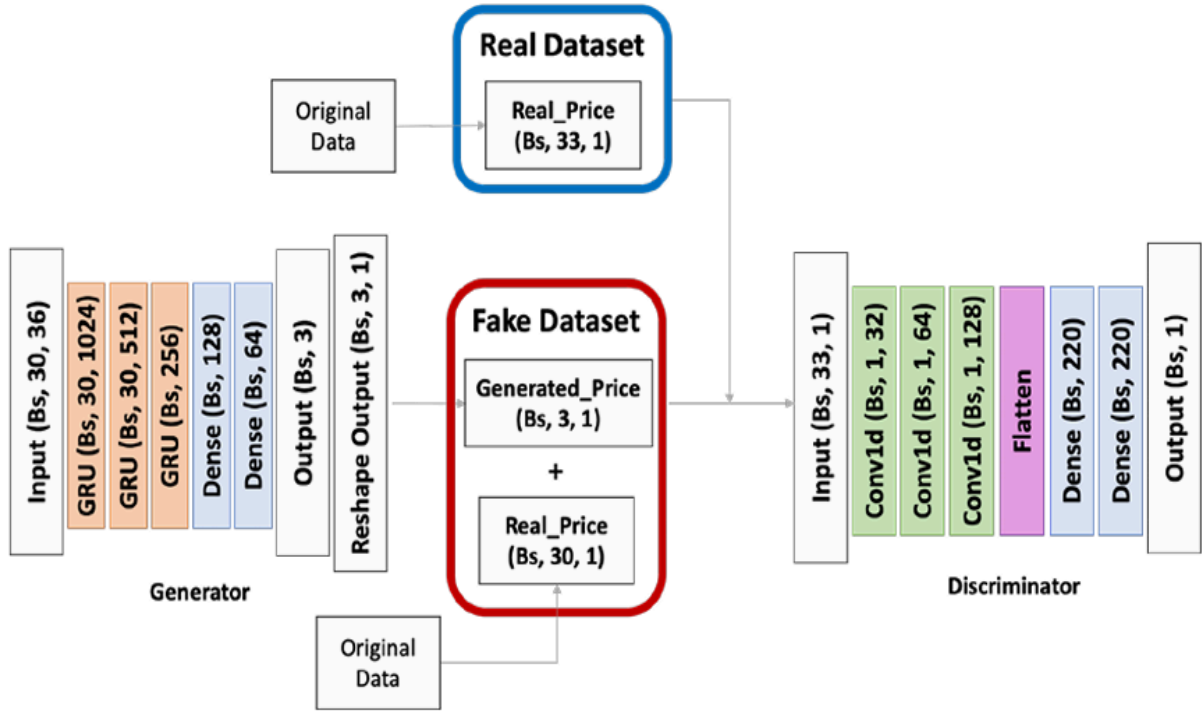 Real Dataset
Original
Data
Real_Price
(Bs, 33, 1)
Input (Bs, 30, 36)
GRU (Bs, 30, 1024)
GRU (Bs, 30, 512)
GRU (Bs, 256)
Dense (Bs, 128)
Dense (Bs, 64)
Output (Bs, 3)
Reshape Output (Bs, 3, 1)
Generator
Fake Dataset
Generated_Price
(Bs, 3, 1)
+
Real_Price
(Bs, 30, 1)
Original
Data
Input (Bs, 33, 1)
Conv1d (Bs, 1, 32)
Conv1d (Bs, 1, 64)
Conv1d (Bs, 1, 128)
Flatten
Dense (Bs, 220)
Dense (Bs, 220)
Output (Bs, 1)
Discriminator